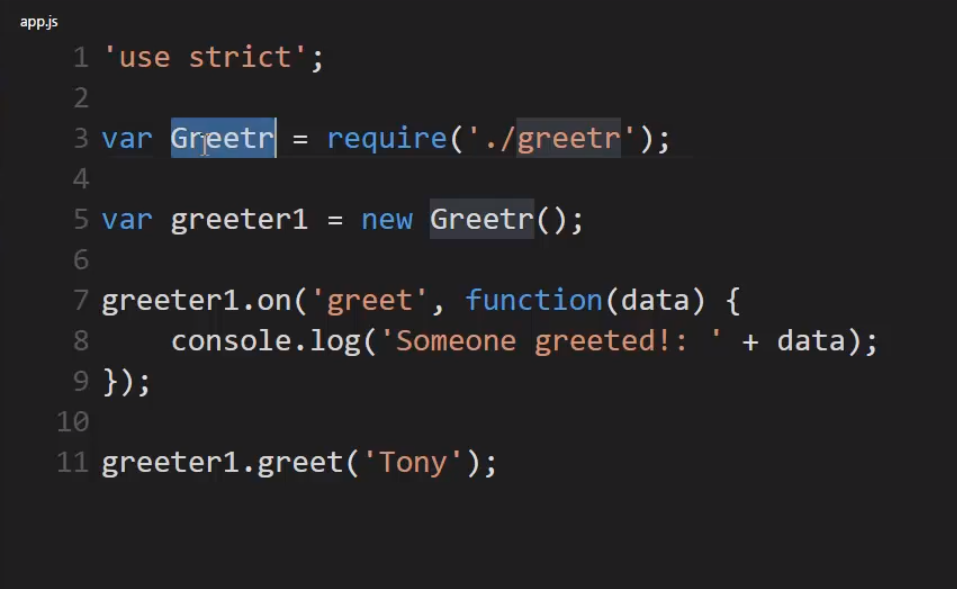 app.js
1 'use strict';
2
3 var Greetr = require('./greetr');
4
5 var greeter1 = new Greetr();
6
7 greeter1.on('greet', function(data) {
8     console.log('Someone greeted!: ' + data);
9 });
10
11 greeter1.greet('Tony');